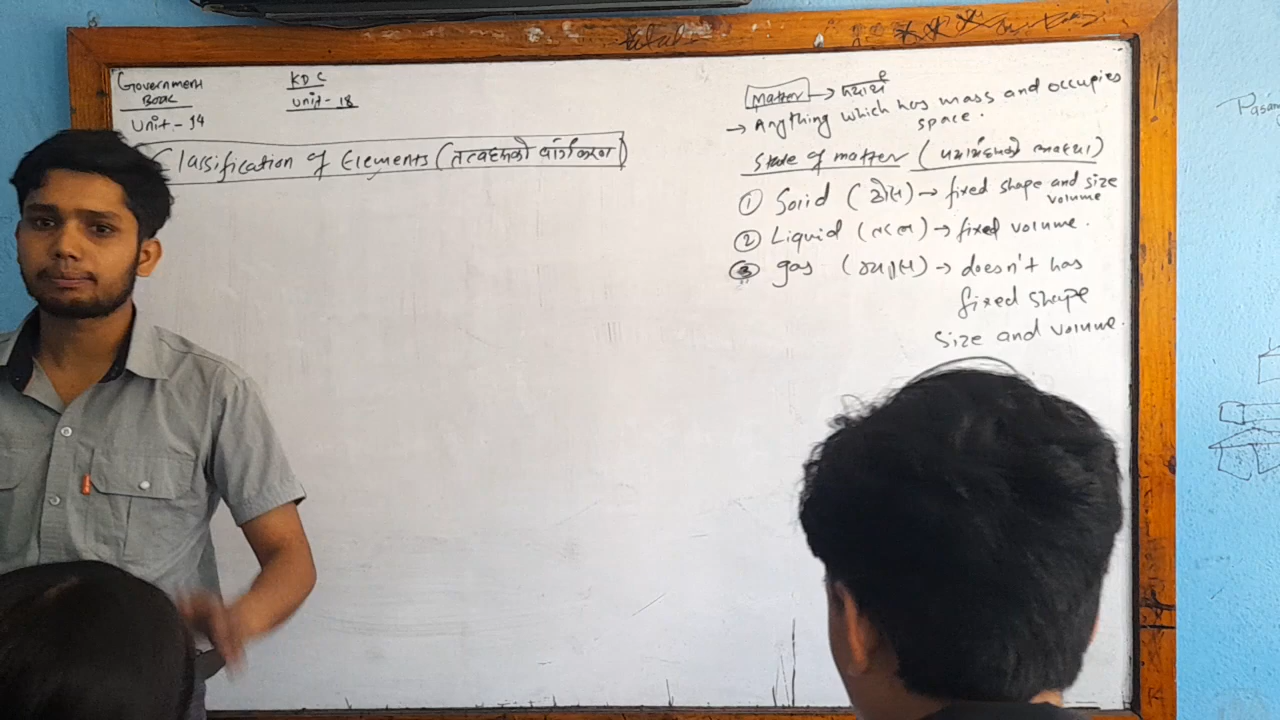 Government
Book
Unit - 14
KDC
Unit - 18
Classification of Elements (तत्वहरूको वर्गिकरण)
Matter → पदार्थ
→ Anything which has mass and occupies
space.
State of matter (पदार्थहरूको अवस्था)
① Solid (ठोस) → fixed shape and size
volume
② Liquid (तरल) → fixed volume.
③ gas (ग्याँस) → doesn't has
fixed shape
size and volume.
Pasan